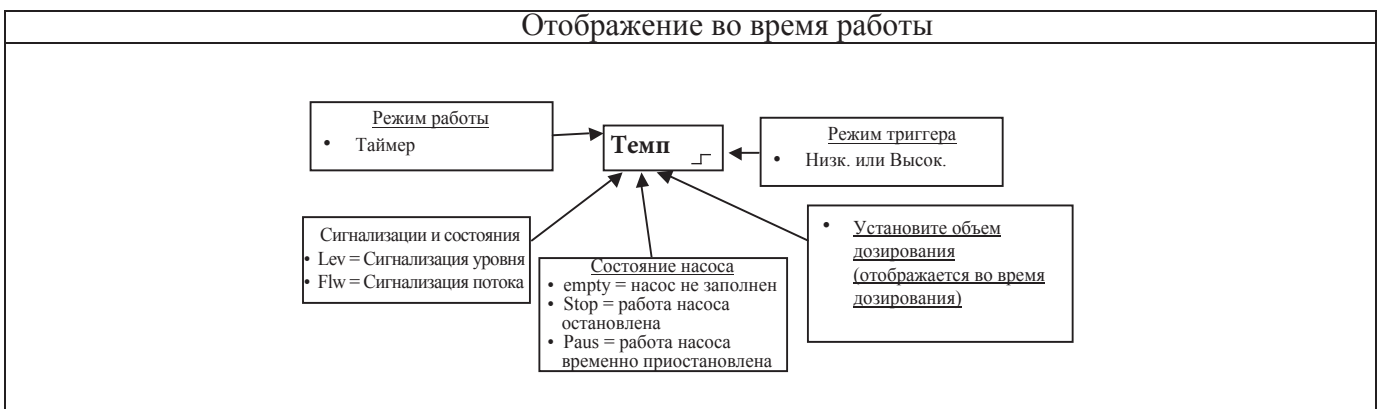 Отображение во время работы
Режим работы
• Таймер
Темп
Режим триггера
• Низк. или Высок.
Сигнализации и состояния
• Lev = Сигнализация уровня
• Flw = Сигнализация потока
Состояние насоса
• empty = насос не заполнен
• Stop = работа насоса
остановлена
• Paus = работа насоса
временно приостановлена
• Установите объем
дозирования
(отображается во время
дозирования)